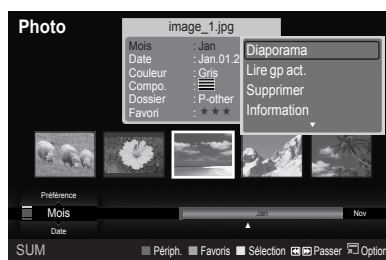 Photo
image_1.jpg
Mois : Jan
Date : Jan.01.2
Couleur : Gris
Compo. :
Dossier : P-other
Favori : ★★★
Diaporama
Lire gp act.
Supprimer
Information
Préférence
Mois
Date
Jan
Nov
SUM
Périph.
Favoris
Sélection
Passer
Option